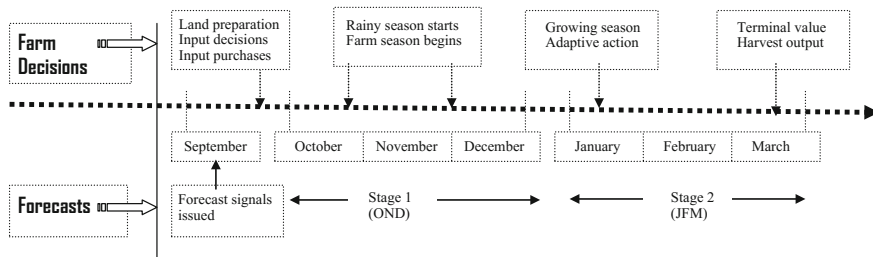 Farm
Decisions
Land preparation
Input decisions
Input purchases
Rainy season starts
Farm season begins
Growing season
Adaptive action
Terminal value
Harvest output
September
October
November
December
January
February
March
Forecasts
Forecast signals
issued
Stage 1
(OND)
Stage 2
(JFM)